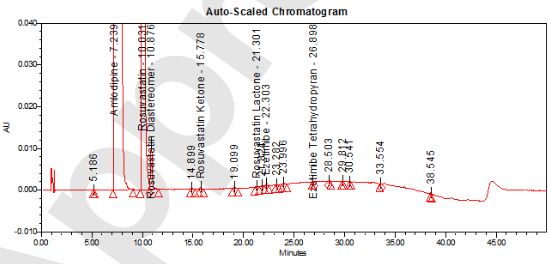 Auto-Scaled Chromatogram
0.040
0.030
0.020
0.010
0.000
-0.010
AU
5.186
Amlodipine - 7.239
Rosuvastatin - 10.031
Rosuvastatin Diastereomer - 10.876
14.899
Rosuvastatin Ketone - 15.778
19.099
Rosuvastatin Lactone - 21.301
Ezetimibe - 22.303
23.282
23.996
Ezetimibe Tetrahydropyran - 26.898
28.503
29.812
30.541
33.554
38.545
0.00
5.00
10.00
15.00
20.00
25.00
30.00
35.00
40.00
45.00
Minutes